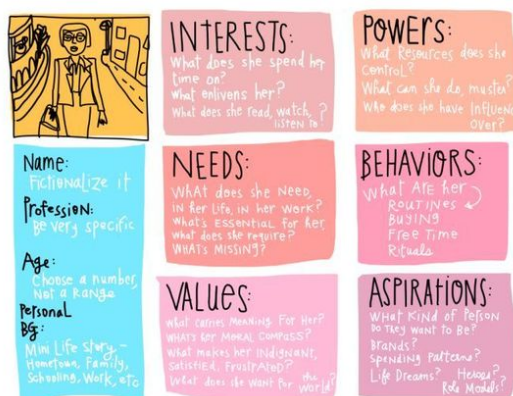 INTERESTS:
What does she spend her
time on?
What enlivens her?
What does she read, watch,
listen to?
POWERS:
What Resources does she
control?
What can she do, muster?
Who does she have Influence
Over?
Name:
Fictionalize it
Profession:
Be very specific
Age:
Choose a number,
Not a Range
Personal
BG:
Mini Life story -
Hometown, Family,
Schooling, Work, etc
NEEDS:
What does she need,
in her life, in her work?
What's Essential for her
what does she require?
What's missing?
BEHAVIORS:
What Are her
Routines
Buying
Free Time
Rituals
VALUES:
What carries Meaning For Her?
What's her Moral Compass?
What makes her indignant,
Satisfied, Frustrated?
What does she want for the world?
ASPIRATIONS:
What Kind of Person
Do they want to Be?
Brands?
Spending Patterns?
Life Dreams? Heroes?
Role Models?